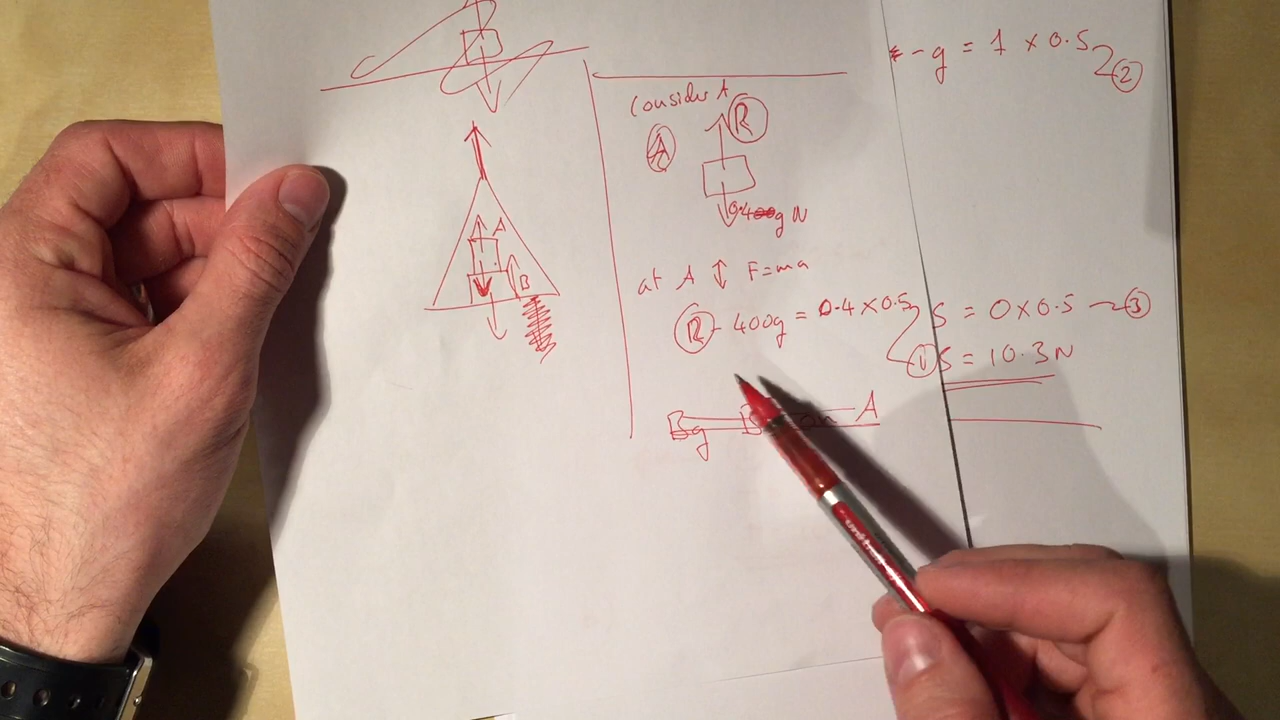 A
B
Consider A
A
R
0.4g N
at A ↕ F=ma
R - 400g = 0.4 × 0.5
1
Bg
A
-g = 1 × 0.5
2
S = 0 × 0.5
3
S = 10.3N